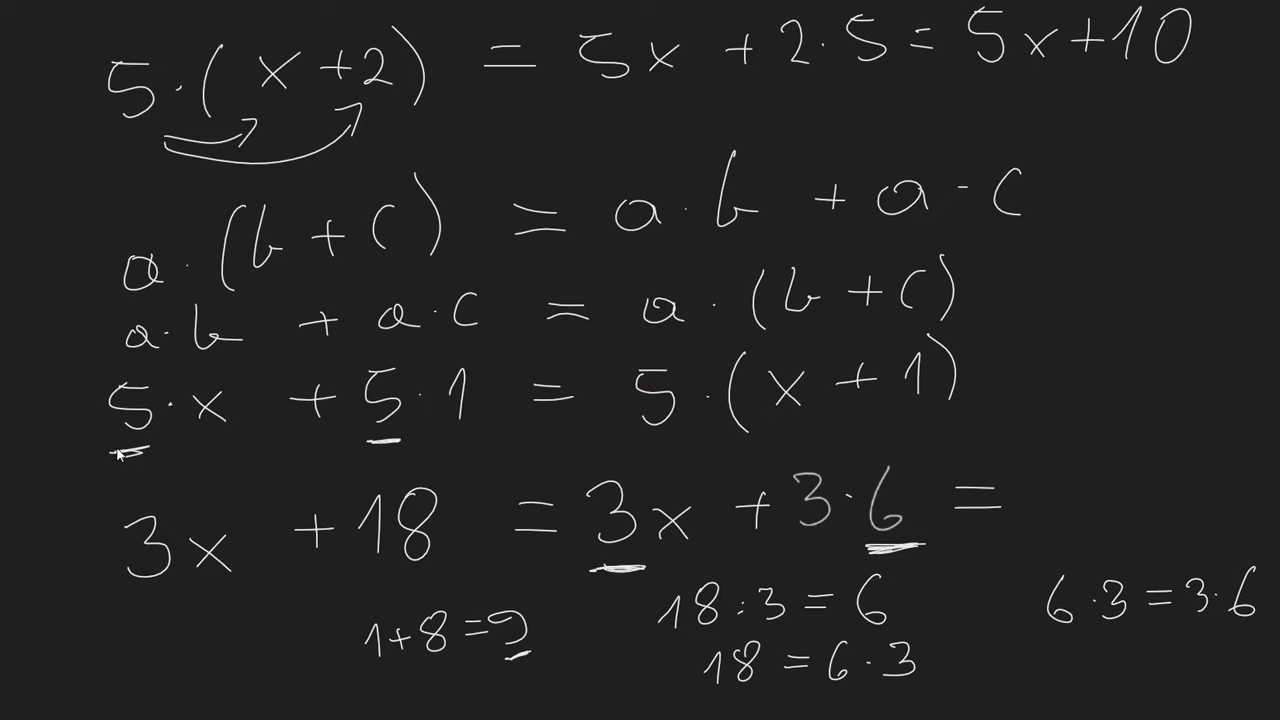 5·(x+2) = 5x + 2·5 = 5x+10
a·(b+c) = a·b + a·c
a·b + a·c = a·(b+c)
5·x + 5·1 = 5·(x+1)
3x + 18 = 3x + 3·6 =
1+8=9
18:3=6
18=6·3
6·3=3·6